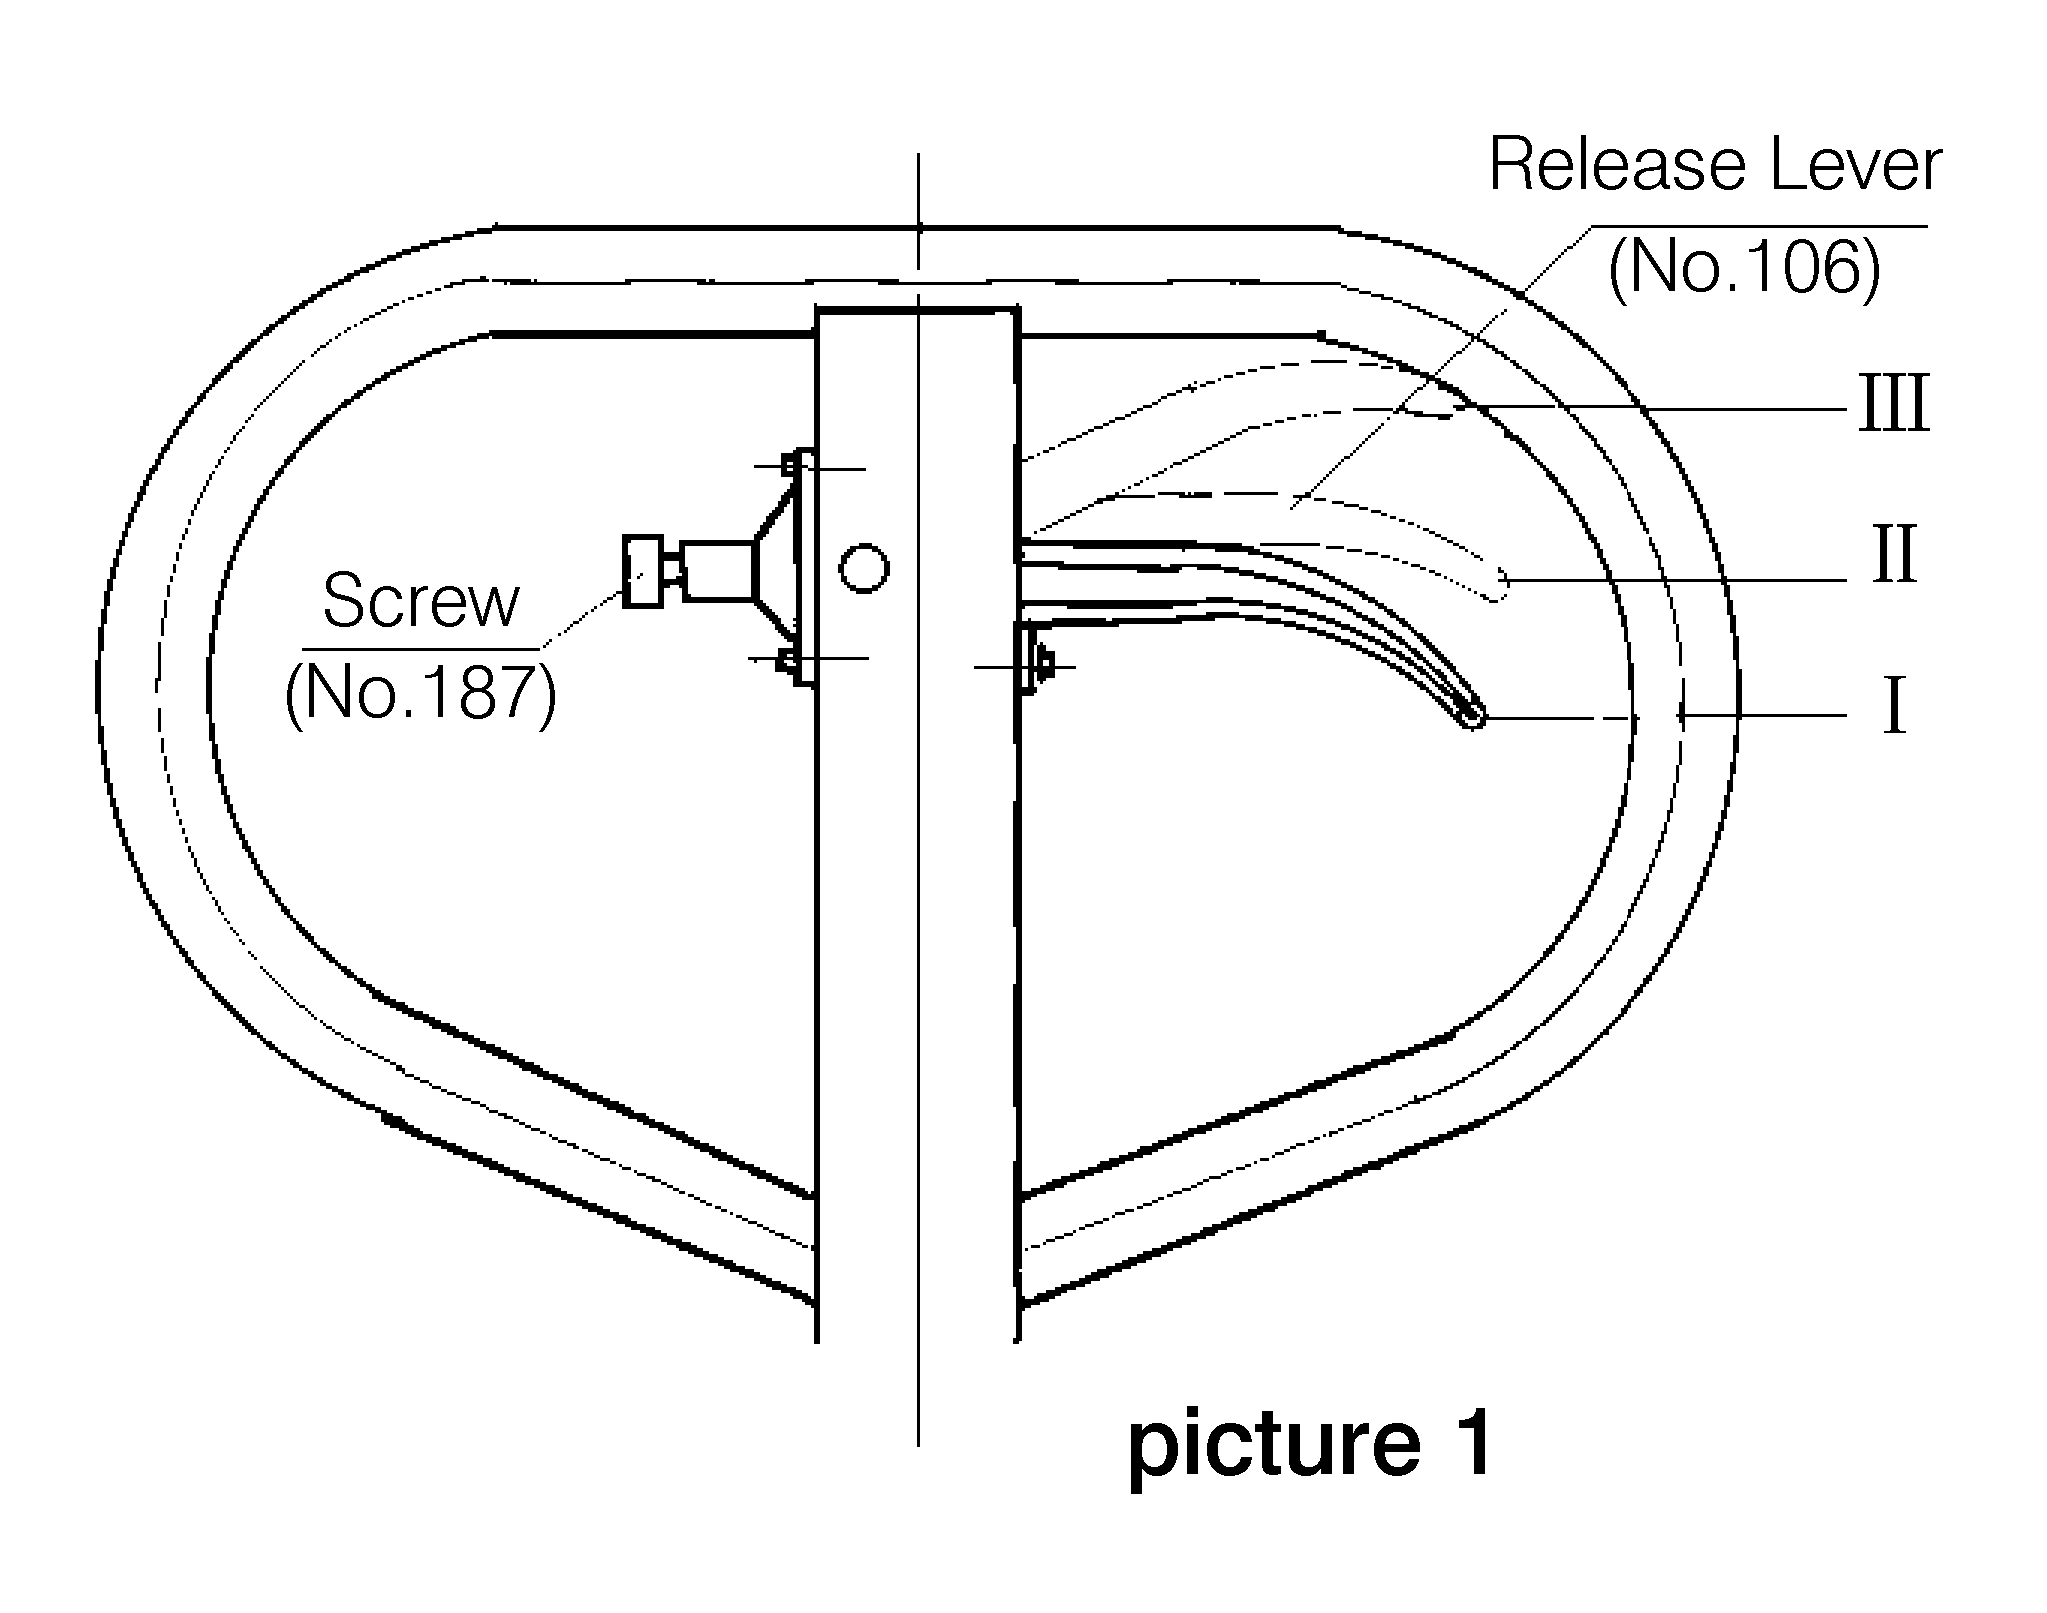 Release Lever
(No.106)
III
II
Screw
(No.187)
I
picture 1